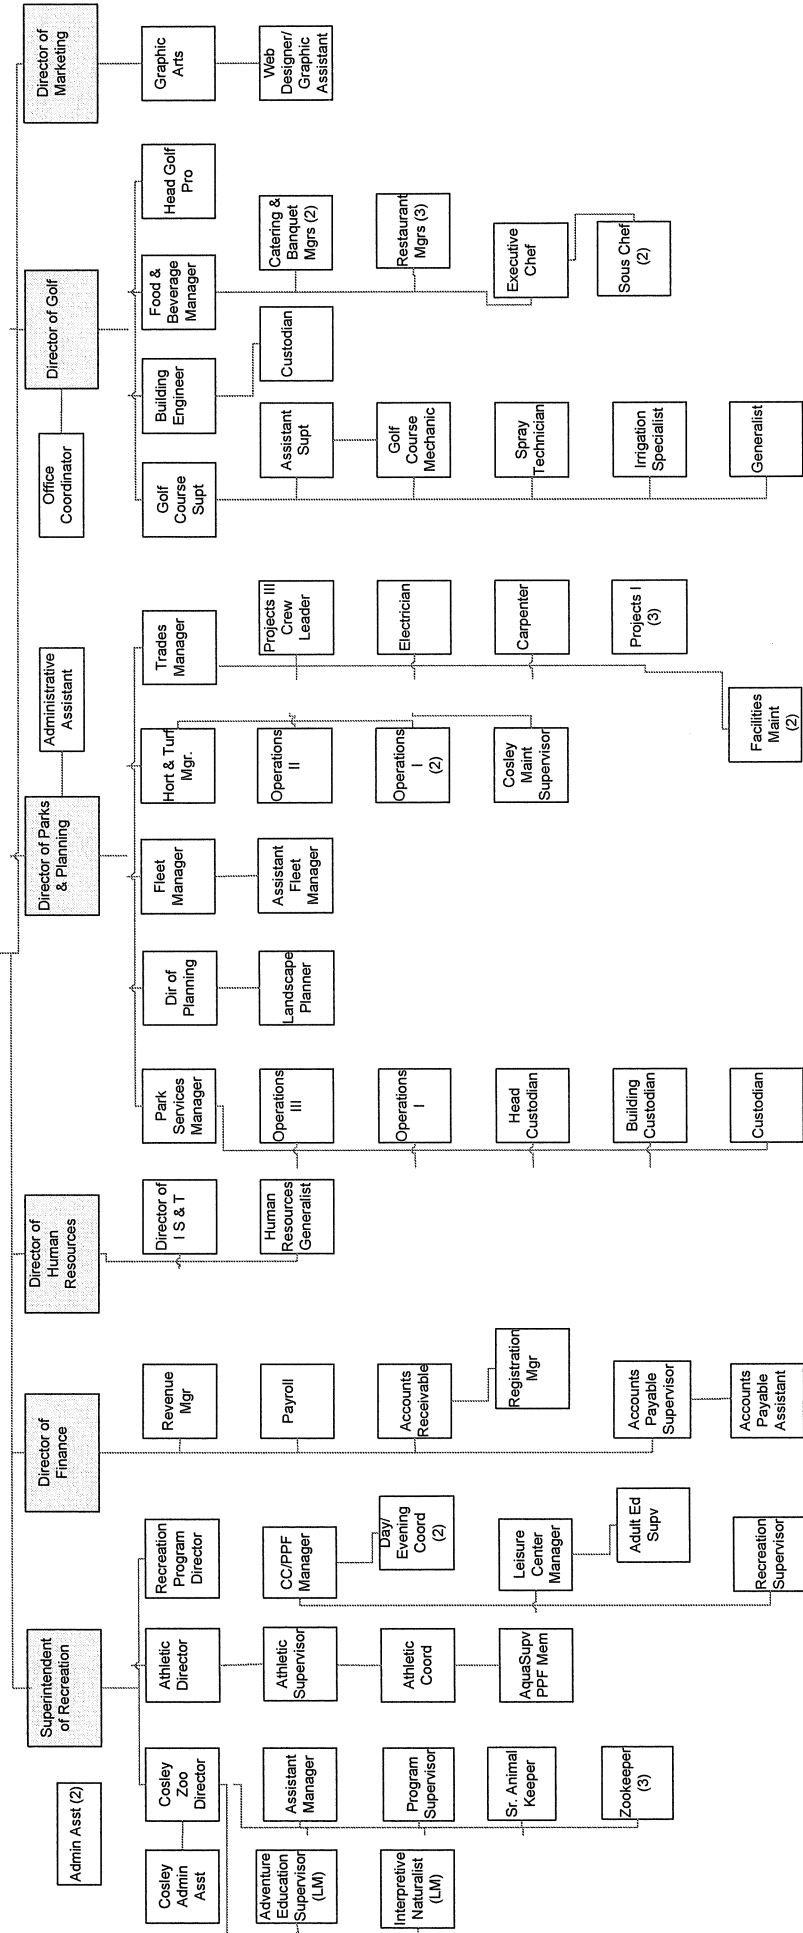 Admin Asst (2)
Superintendent
of Recreation
Cosley
Admin
Asst
Cosley
Zoo
Director
Adventure
Education
Supervisor
(LM)
Interpretive
Naturalist
(LM)
Assistant
Manager
Program
Supervisor
Sr. Animal
Keeper
Zookeeper
(3)
Athletic
Director
Athletic
Supervisor
Athletic
Coord
AquaSupv
PPF Mem
Recreation
Program
Director
CC/PPF
Manager
Day/
Evening
Coord
(2)
Leisure
Center
Manager
Adult Ed
Supv
Recreation
Supervisor
Director of
Finance
Revenue
Mgr
Payroll
Accounts
Receivable
Registration
Mgr
Accounts
Payable
Supervisor
Accounts
Payable
Assistant
Director of
Human
Resources
Director of
I S & T
Human
Resources
Generalist
Director of Parks
& Planning
Administrative
Assistant
Park
Services
Manager
Operations
III
Operations
I
Head
Custodian
Building
Custodian
Custodian
Dir of
Planning
Landscape
Planner
Fleet
Manager
Assistant
Fleet
Manager
Hort & Turf
Mgr.
Operations
II
Operations
I
(2)
Cosley
Maint
Supervisor
Trades
Manager
Projects III
Crew
Leader
Electrician
Carpenter
Projects I
(3)
Facilities
Maint
(2)
Office
Coordinator
Director of Golf
Golf
Course
Supt
Assistant
Supt
Golf
Course
Mechanic
Spray
Technician
Irrigation
Specialist
Generalist
Building
Engineer
Custodian
Food &
Beverage
Manager
Catering &
Banquet
Mgrs (2)
Restaurant
Mgrs (3)
Executive
Chef
Sous Chef
(2)
Head Golf
Pro
Director of
Marketing
Graphic
Arts
Web
Designer/
Graphic
Assistant